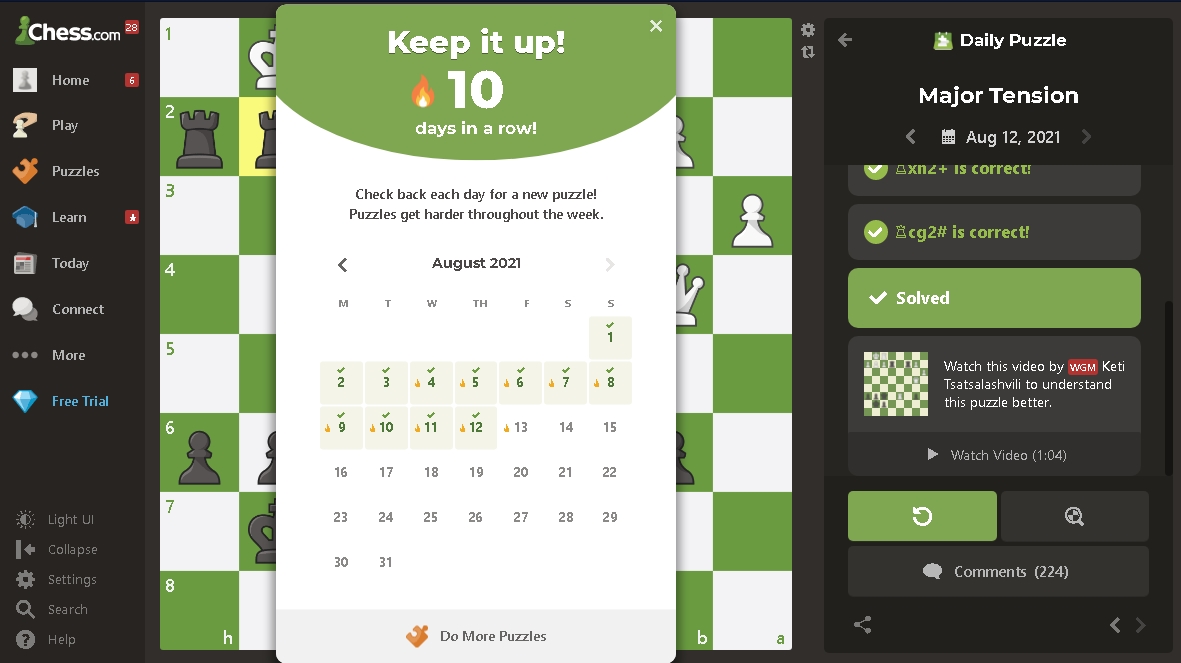 Chess.com 28
Home 6
Play
Puzzles
Learn
Today
Connect
More
Free Trial
Light UI
Collapse
Settings
Search
Help
1
2
3
4
5
6
7
8
h
b
a
Keep it up!
10
days in a row!
Check back each day for a new puzzle!
Puzzles get harder throughout the week.
August 2021
M T W TH F S S
1
2 3 4 5 6 7 8
9 10 11 12 13 14 15
16 17 18 19 20 21 22
23 24 25 26 27 28 29
30 31
Do More Puzzles
Daily Puzzle
Major Tension
Aug 12, 2021
♖xh2+ is correct!
♖cg2# is correct!
Solved
Watch this video by WGM Keti
Tsatsalashvili to understand
this puzzle better.
Watch Video (1:04)
Comments (224)